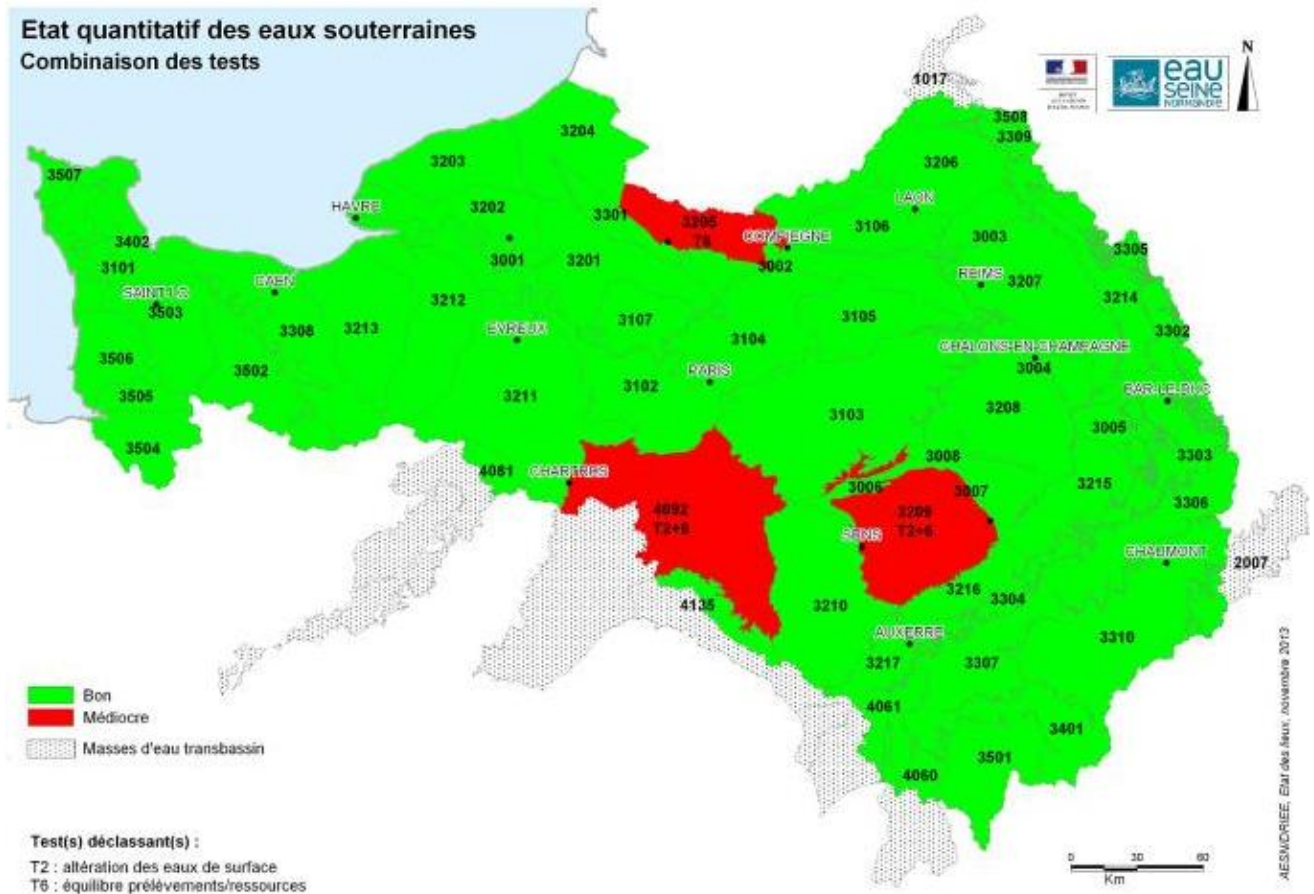 Etat quantitatif des eaux souterraines
Combinaison des tests
N
eau
SEINE
NORMANDIE
1017
3508
3309
3204
3203
3206
3507
LAON
HAVRE
3202
3301
3205
T6
3106
3003
3402
COMPIEGNE
3305
3101
3001
3201
3002
CAEN
REIMS
3207
SAINT-LO
3503
3212
3214
3308
3213
3107
3105
3302
EVREUX
3104
CHALONS-EN-CHAMPAGNE
3506
3004
3502
PARIS
3505
3211
3102
BAR-LE-DUC
3103
3208
3005
3504
3008
3303
4081
CHARTRES
3006
3007
3215
3306
4092
3209
T2+6
T2+6
SENS
CHAUMONT
2007
3216
4135
3210
3304
AUXERRE
3310
3217
3307
Bon
4061
Médiocre
3401
Masses d'eau transbassin
3501
4060
Test(s) déclassant(s) :
T2 : altération des eaux de surface
T6 : équilibre prélèvements/ressources
0 30 60
Km
AESN/DRIEE, Etat des lieux, novembre 2013